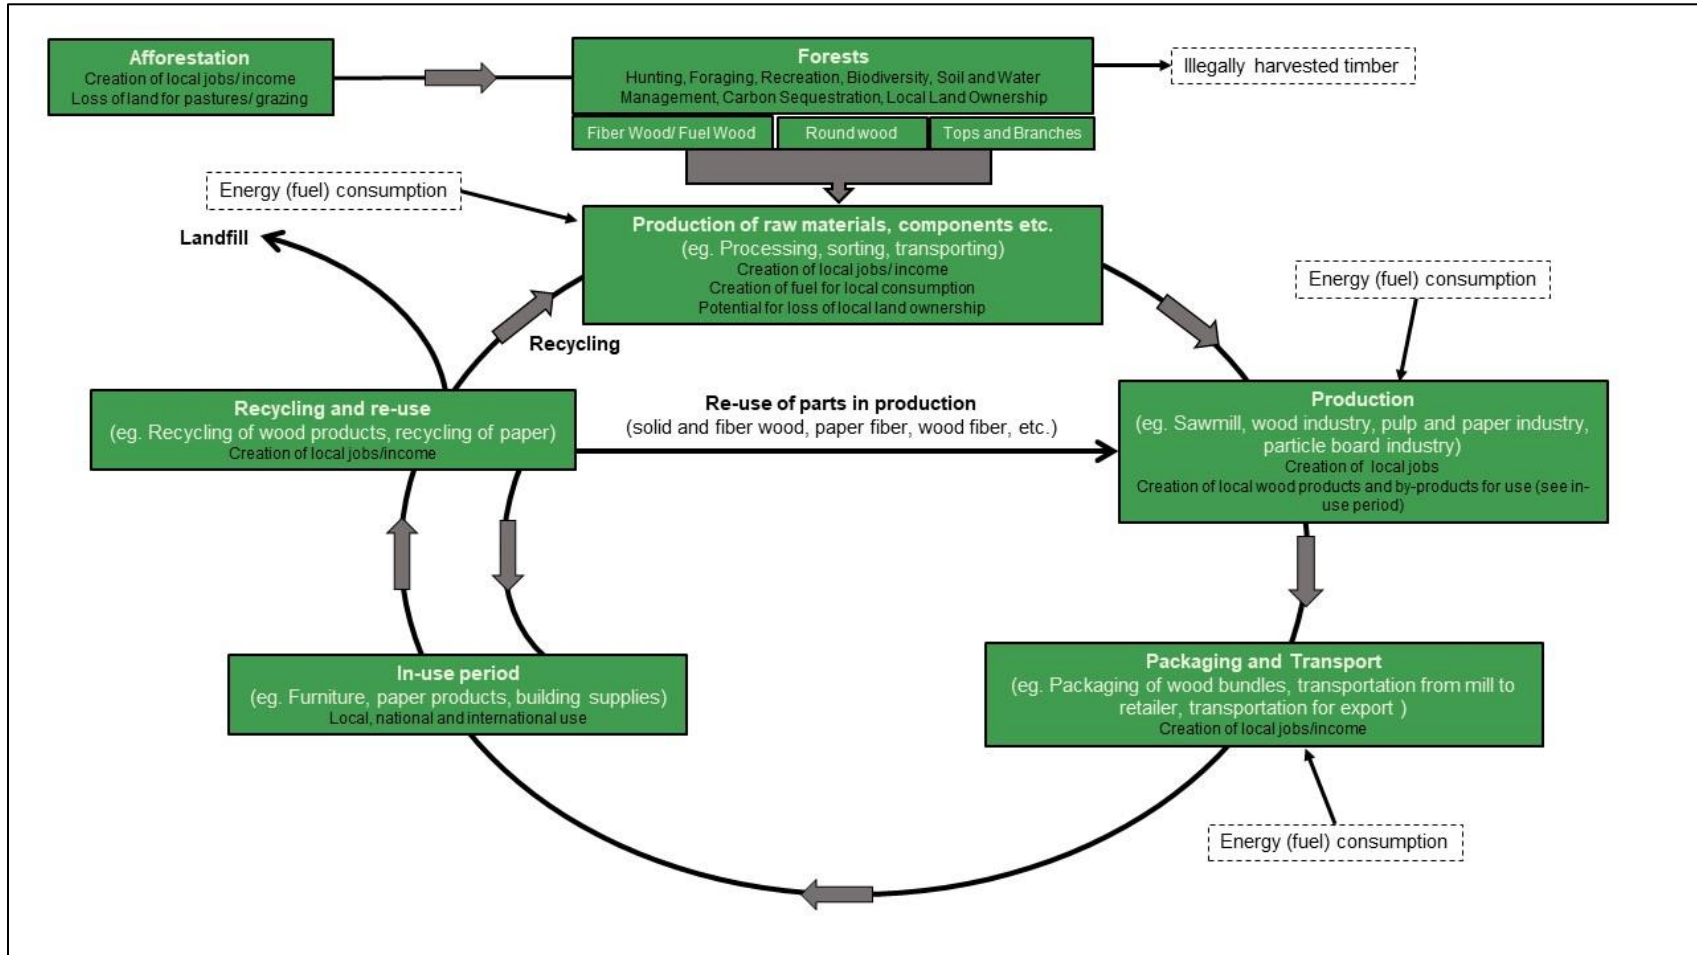 Afforestation
Creation of local jobs/ income
Loss of land for pastures/ grazing
Forests
Hunting, Foraging, Recreation, Biodiversity, Soil and Water
Management, Carbon Sequestration, Local Land Ownership
Fiber Wood/ Fuel Wood
Round wood
Tops and Branches
Illegally harvested timber
Energy (fuel) consumption
Landfill
Production of raw materials, components etc.
(eg. Processing, sorting, transporting)
Creation of local jobs/ income
Creation of fuel for local consumption
Potential for loss of local land ownership
Energy (fuel) consumption
Recycling
Recycling and re-use
(eg. Recycling of wood products, recycling of paper)
Creation of local jobs/income
Re-use of parts in production
(solid and fiber wood, paper fiber, wood fiber, etc.)
Production
(eg. Sawmill, wood industry, pulp and paper industry,
particle board industry)
Creation of local jobs
Creation of local wood products and by-products for use (see in-
use period)
In-use period
(eg. Furniture, paper products, building supplies)
Local, national and international use
Packaging and Transport
(eg. Packaging of wood bundles, transportation from mill to
retailer, transportation for export )
Creation of local jobs/income
Energy (fuel) consumption